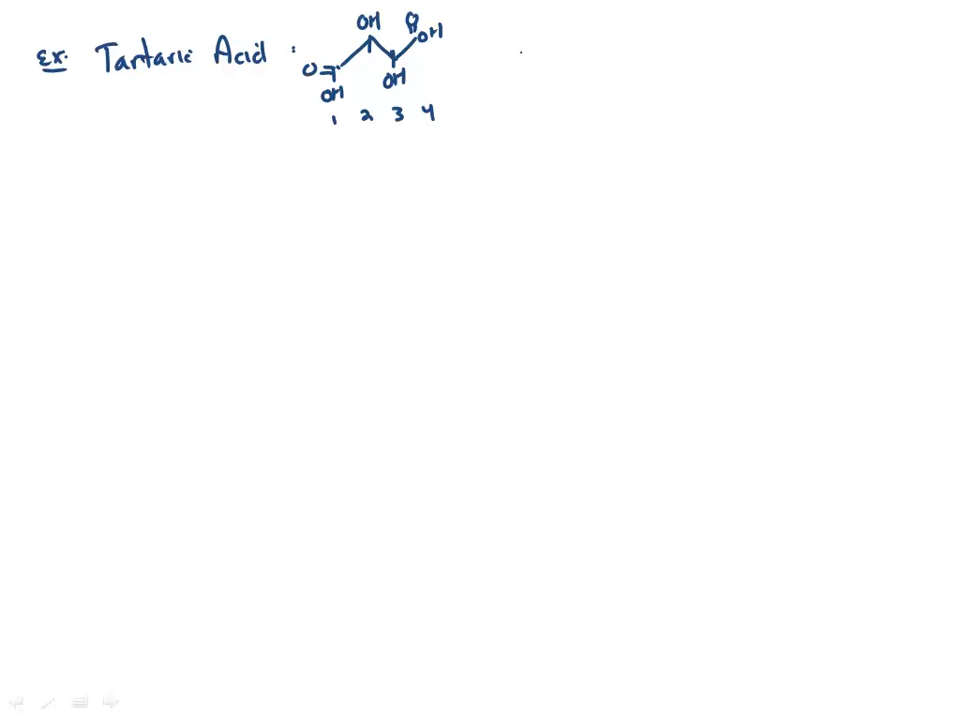 Ex. Tartaric Acid :
OH O
OH
O
OH OH
1 2 3 4